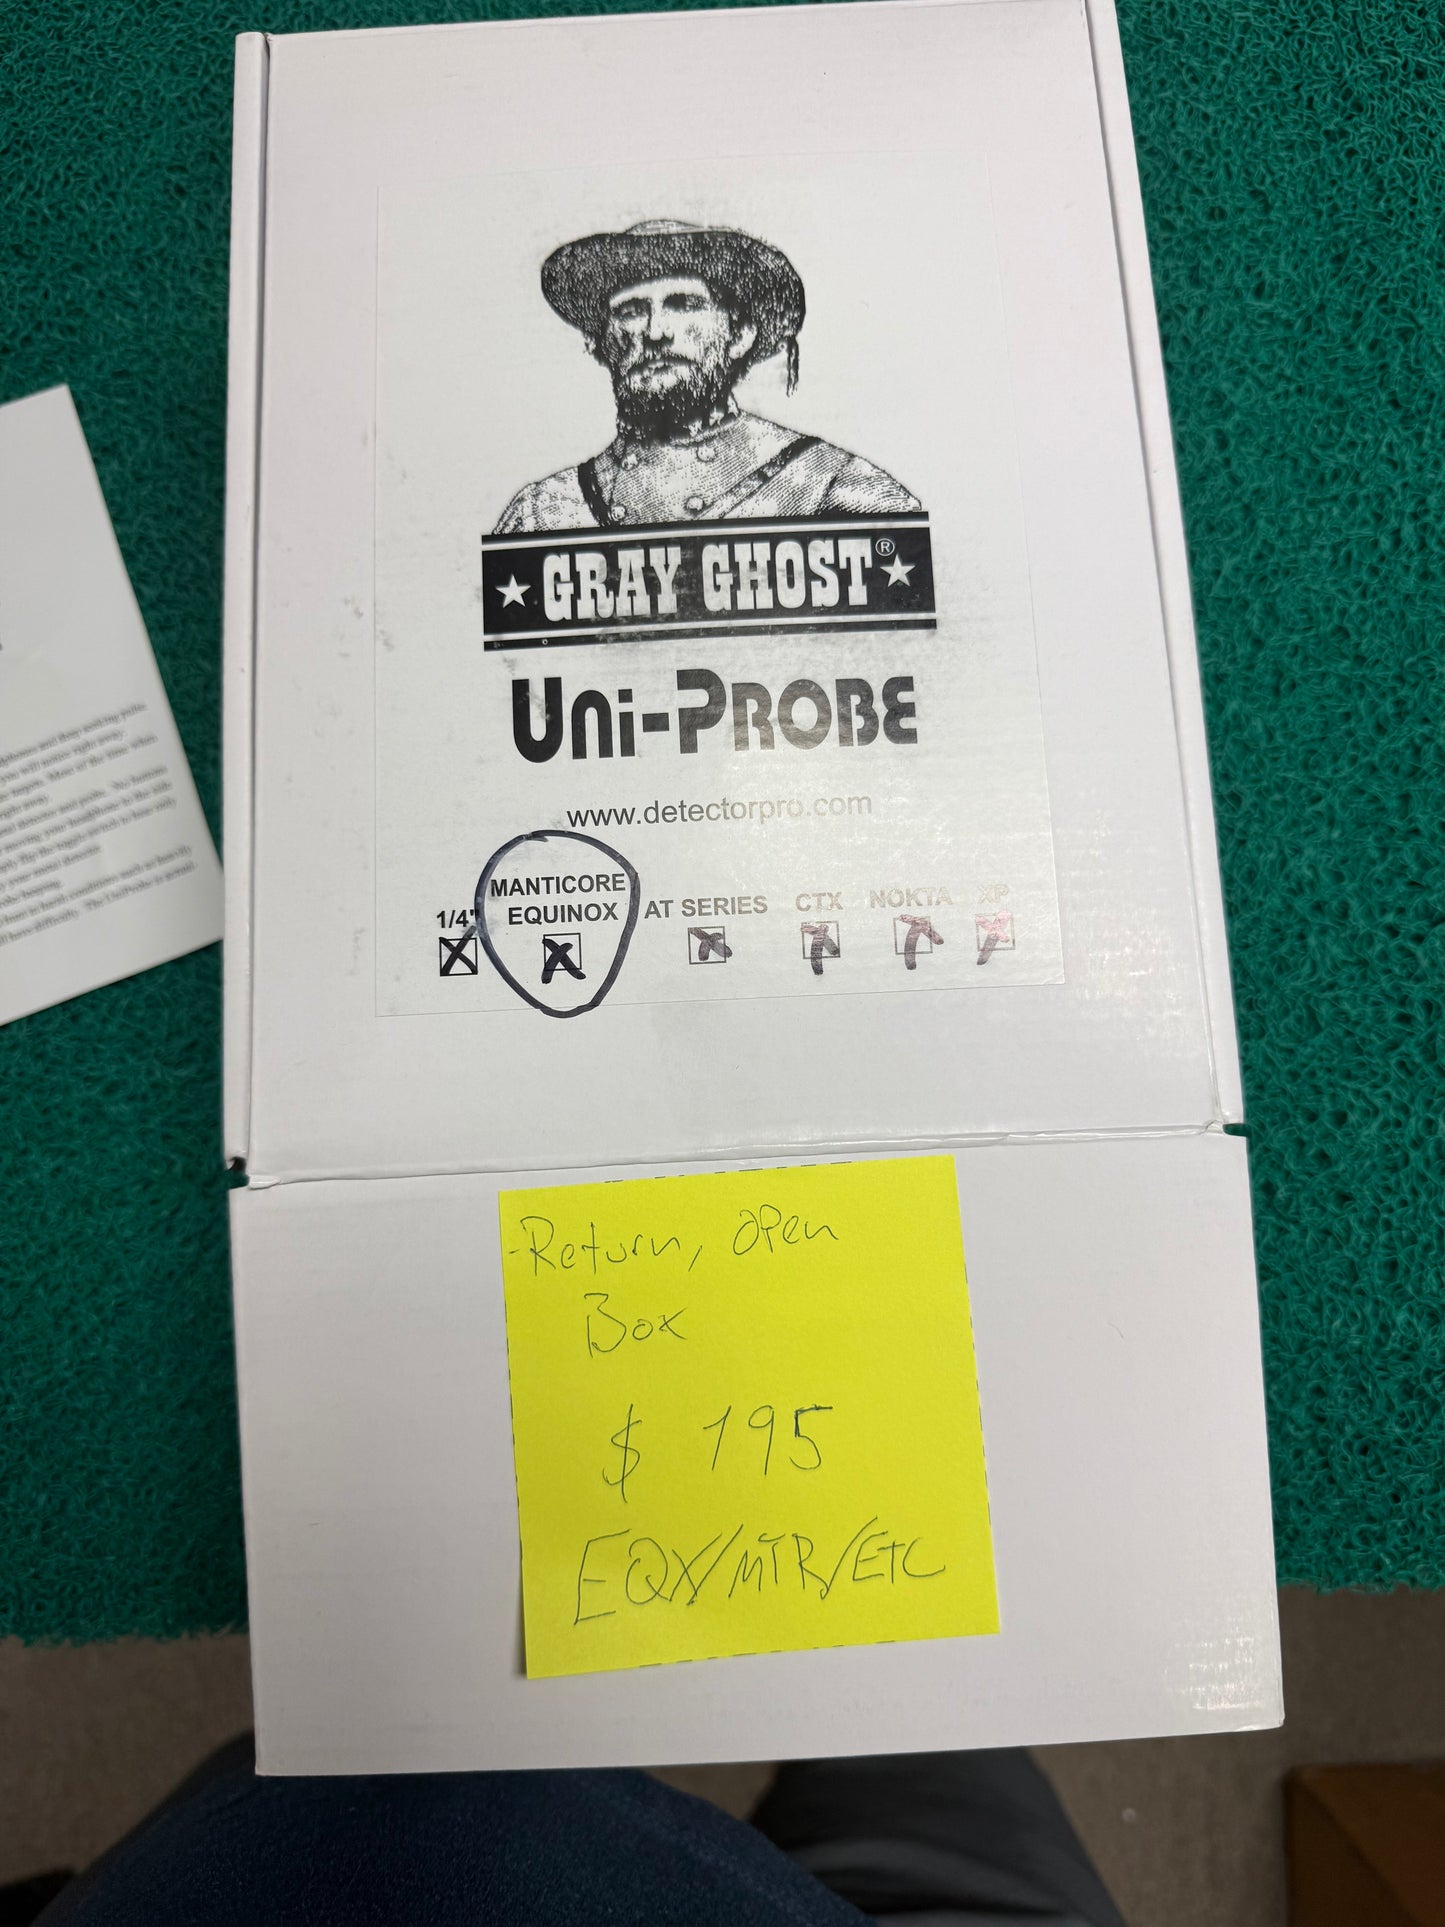 GRAY GHOST®
Uni-PROBE
www.detectorpro.com
1/4" MANTICORE EQUINOX AT SERIES CTX NOKTA XP
-Return, open
Box
$ 195
EQX/MTR/ETC